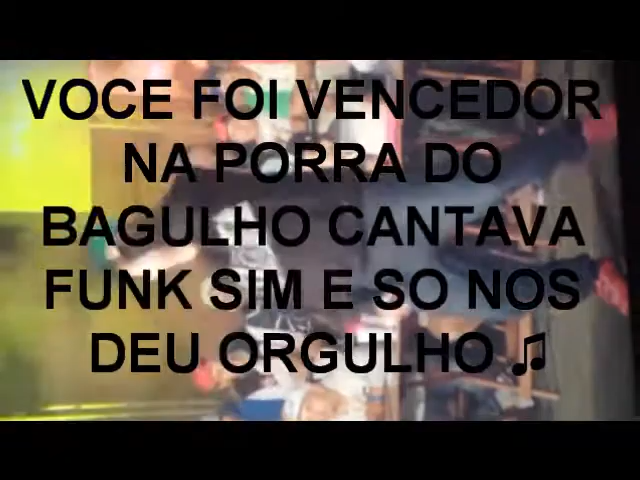 VOCE FOI VENCEDOR
NA PORRA DO
BAGULHO CANTAVA
FUNK SIM E SO NOS
DEU ORGULHO ♫